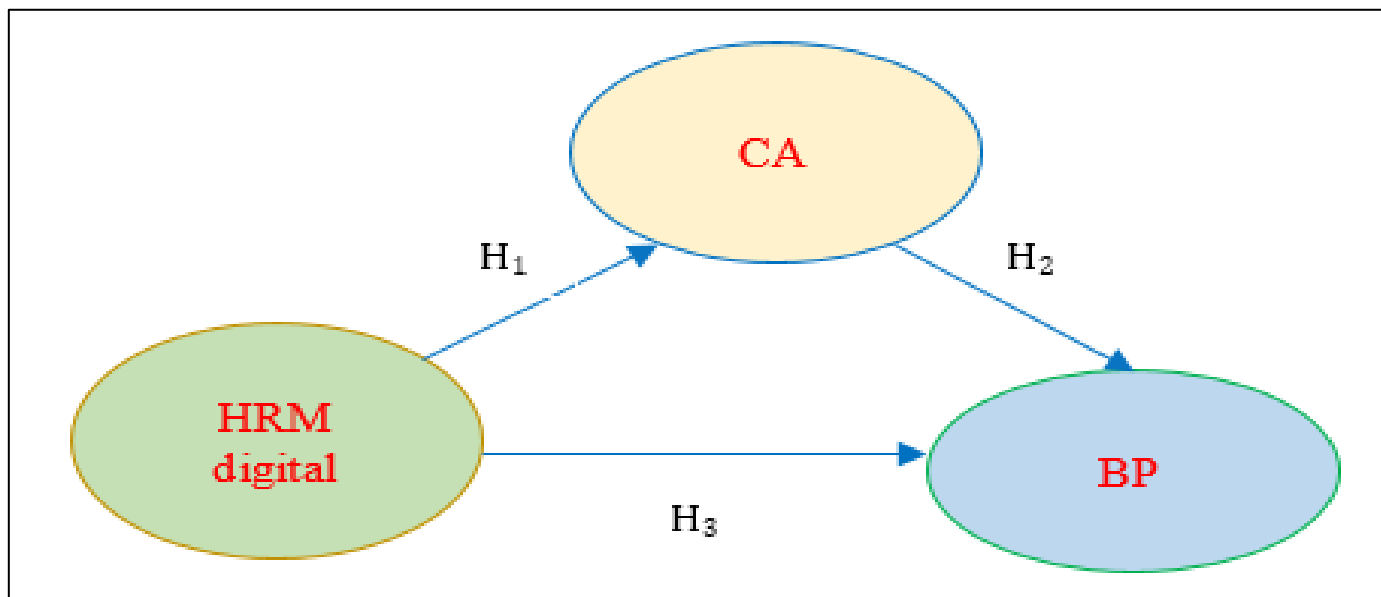 CA
H₁
H₂
HRM
digital
BP
H₃